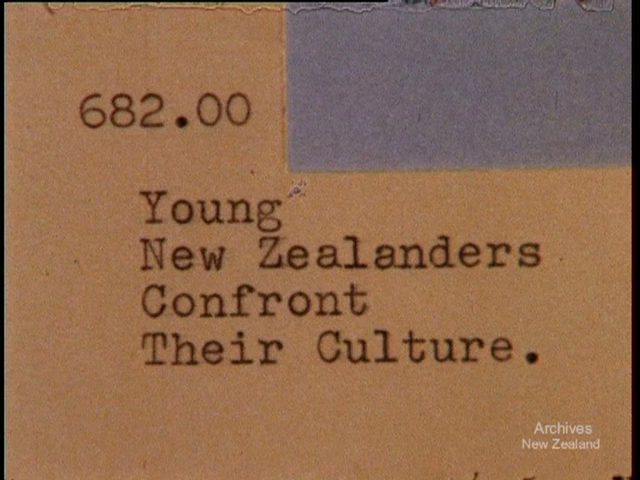 682.00
Young
New Zealanders
Confront
Their Culture.
Archives
New Zealand